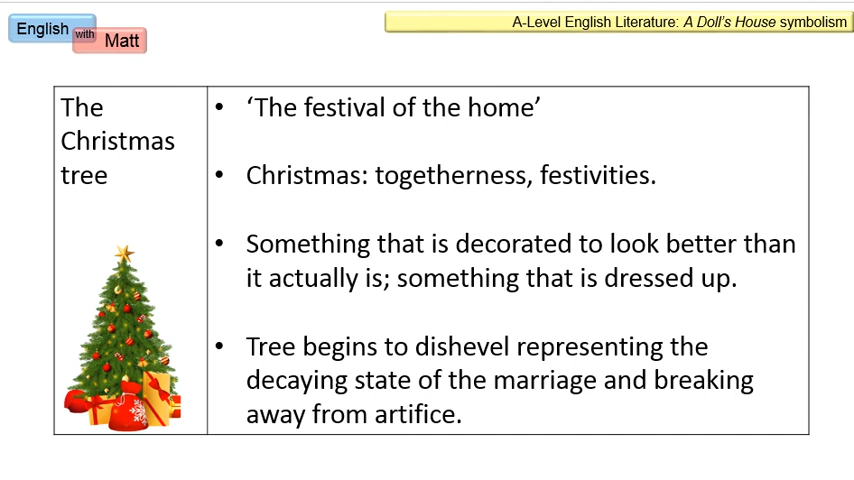 English
with
Matt
A-Level English Literature: A Doll's House symbolism
The
Christmas
tree
• ‘The festival of the home’
• Christmas: togetherness, festivities.
• Something that is decorated to look better than
it actually is; something that is dressed up.
• Tree begins to dishevel representing the
decaying state of the marriage and breaking
away from artifice.